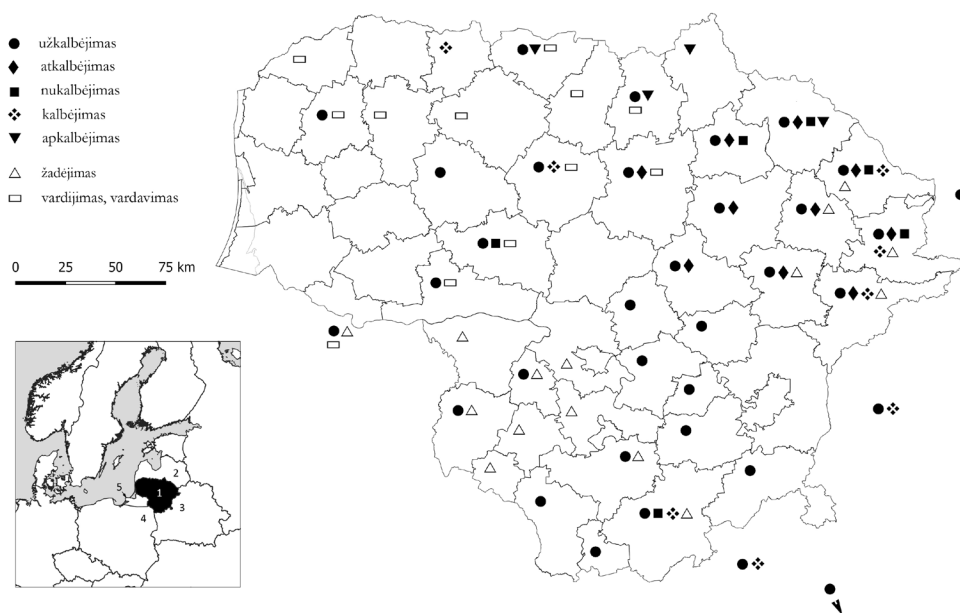 užkalbėjimas
atkalbėjimas
nukalbėjimas
kalbėjimas
apkalbėjimas
žadėjimas
vardijimas, vardavimas
0 25 50 75 km
2
5 1
3
4